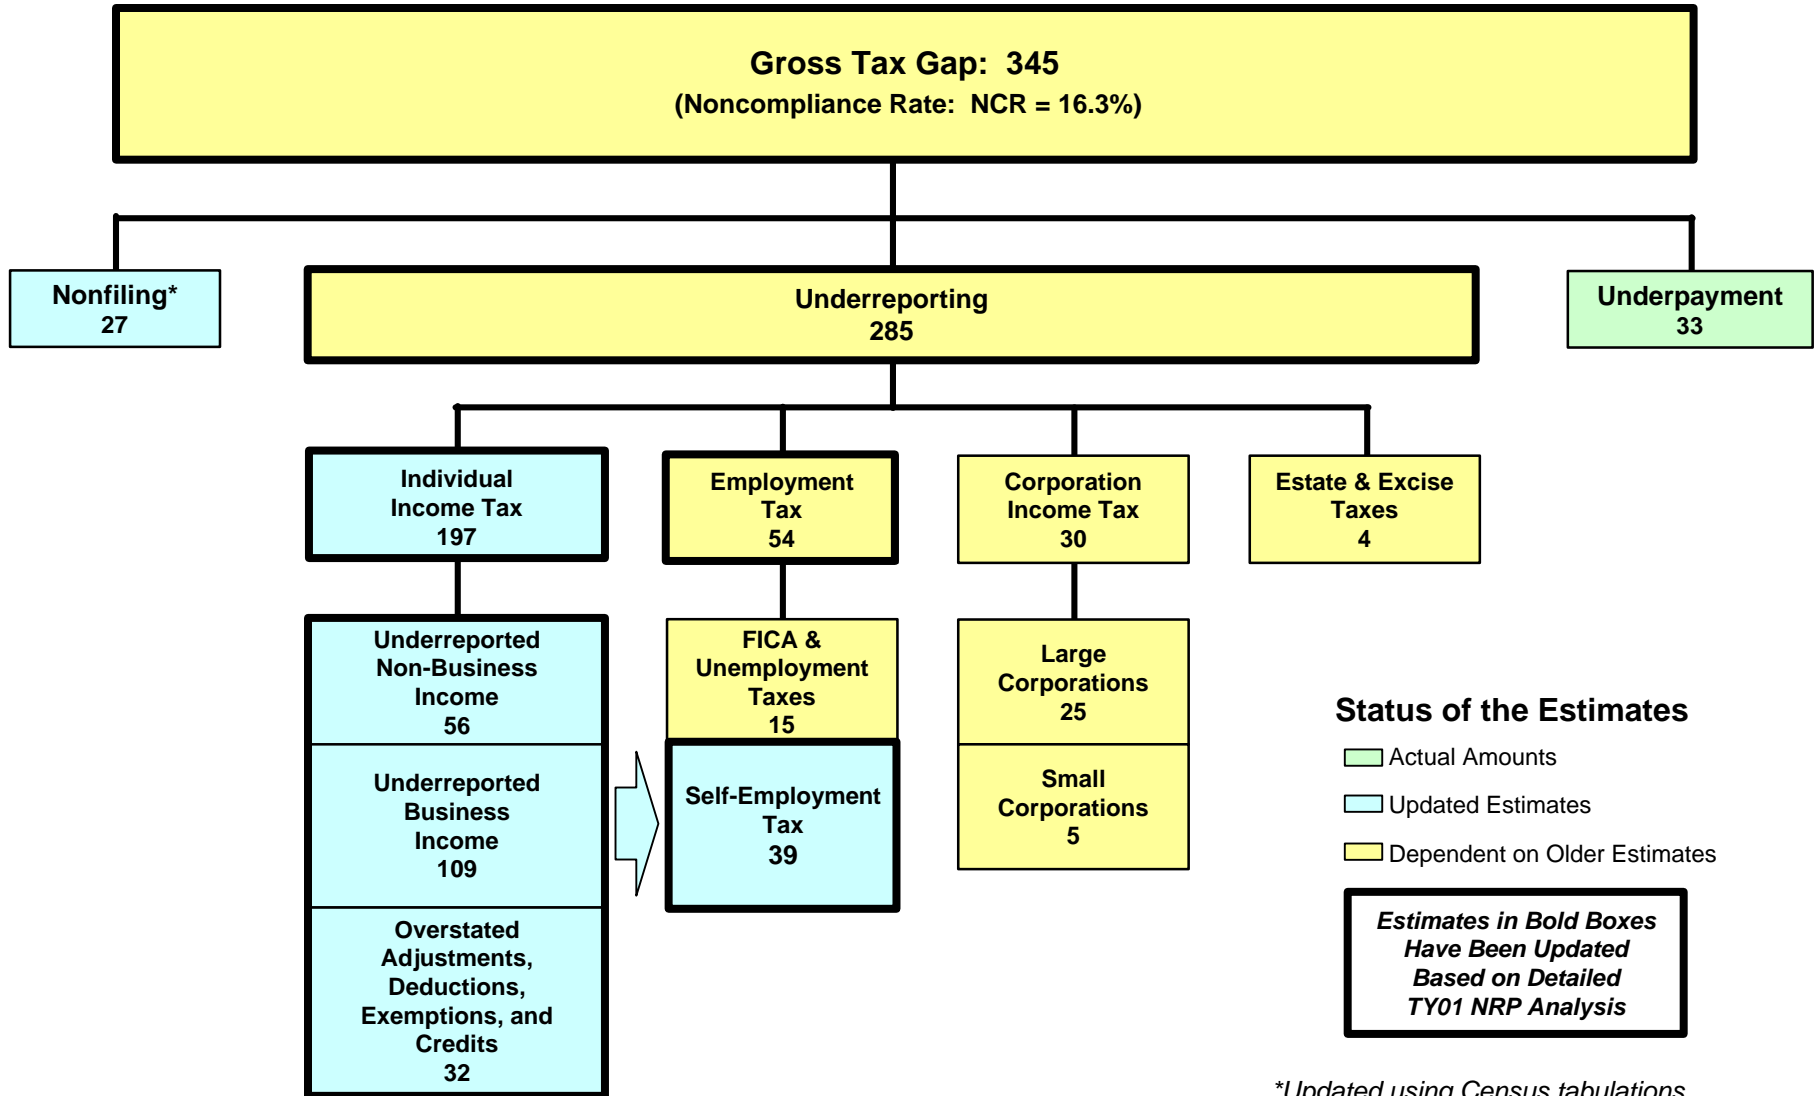 Gross Tax Gap: 345
(Noncompliance Rate: NCR = 16.3%)
Nonfiling*
27
Underreporting
285
Underpayment
33
Individual
Income Tax
197
Employment
Tax
54
Corporation
Income Tax
30
Estate & Excise
Taxes
4
Underreported
Non-Business
Income
56
Underreported
Business
Income
109
Overstated
Adjustments,
Deductions,
Exemptions, and
Credits
32
FICA &
Unemployment
Taxes
15
Self-Employment
Tax
39
Large
Corporations
25
Small
Corporations
5
Status of the Estimates
Actual Amounts
Updated Estimates
Dependent on Older Estimates
Estimates in Bold Boxes
Have Been Updated
Based on Detailed
TY01 NRP Analysis
*Updated using Census tabulations